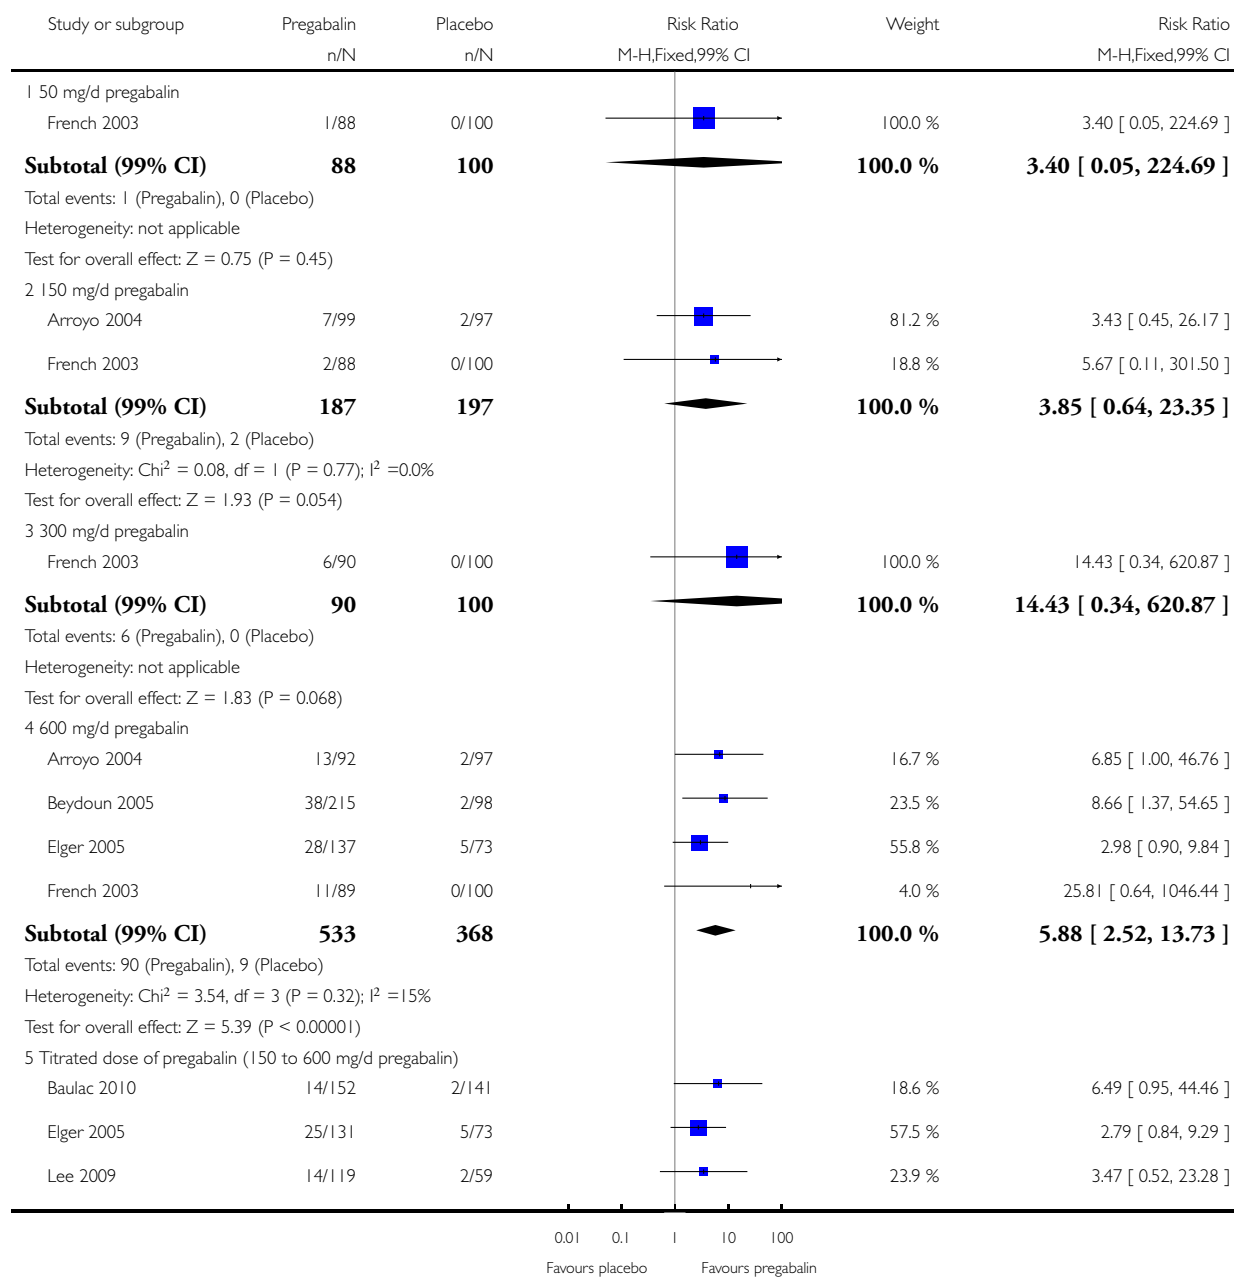 Study or subgroup Pregabalin Placebo Risk Ratio Weight Risk Ratio
n/N n/N M-H,Fixed,99% CI M-H,Fixed,99% CI
1 50 mg/d pregabalin
French 2003 1/88 0/100 100.0 % 3.40 [ 0.05, 224.69 ]
Subtotal (99% CI) 88 100 100.0 % 3.40 [ 0.05, 224.69 ]
Total events: 1 (Pregabalin), 0 (Placebo)
Heterogeneity: not applicable
Test for overall effect: Z = 0.75 (P = 0.45)
2 150 mg/d pregabalin
Arroyo 2004 7/99 2/97 81.2 % 3.43 [ 0.45, 26.17 ]
French 2003 2/88 0/100 18.8 % 5.67 [ 0.11, 301.50 ]
Subtotal (99% CI) 187 197 100.0 % 3.85 [ 0.64, 23.35 ]
Total events: 9 (Pregabalin), 2 (Placebo)
Heterogeneity: Chi² = 0.08, df = 1 (P = 0.77); I² =0.0%
Test for overall effect: Z = 1.93 (P = 0.054)
3 300 mg/d pregabalin
French 2003 6/90 0/100 100.0 % 14.43 [ 0.34, 620.87 ]
Subtotal (99% CI) 90 100 100.0 % 14.43 [ 0.34, 620.87 ]
Total events: 6 (Pregabalin), 0 (Placebo)
Heterogeneity: not applicable
Test for overall effect: Z = 1.83 (P = 0.068)
4 600 mg/d pregabalin
Arroyo 2004 13/92 2/97 16.7 % 6.85 [ 1.00, 46.76 ]
Beydoun 2005 38/215 2/98 23.5 % 8.66 [ 1.37, 54.65 ]
Elger 2005 28/137 5/73 55.8 % 2.98 [ 0.90, 9.84 ]
French 2003 11/89 0/100 4.0 % 25.81 [ 0.64, 1046.44 ]
Subtotal (99% CI) 533 368 100.0 % 5.88 [ 2.52, 13.73 ]
Total events: 90 (Pregabalin), 9 (Placebo)
Heterogeneity: Chi² = 3.54, df = 3 (P = 0.32); I² =15%
Test for overall effect: Z = 5.39 (P < 0.00001)
5 Titrated dose of pregabalin (150 to 600 mg/d pregabalin)
Baulac 2010 14/152 2/141 18.6 % 6.49 [ 0.95, 44.46 ]
Elger 2005 25/131 5/73 57.5 % 2.79 [ 0.84, 9.29 ]
Lee 2009 14/119 2/59 23.9 % 3.47 [ 0.52, 23.28 ]
0.01 0.1 1 10 100
Favours placebo Favours pregabalin